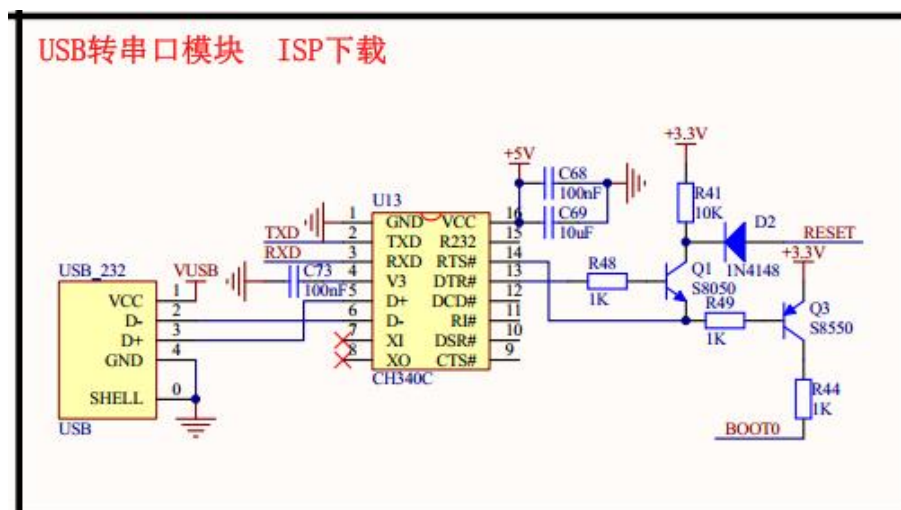 USB转串口模块 ISP下载
+3.3V
+5V
C68
100nF
R41
10K
U13
C69
10uF
D2
1 GND VCC 16
TXD 2 TXD R232 15
RXD 3 RXD RTS# 14
RESET
+3.3V
1N4148
USB_232
VUSB
C73
100nF
4 V3 DTR# 13
R48
1K
Q1
S8050
VCC 1
5 D+ DCD# 12
R49
1K
Q3
S8550
D- 2
6 D- RI# 11
D+ 3
7 XI DSR# 10
GND 4
8 XO CTS# 9
CH340C
SHELL 0
R44
1K
USB
BOOT0